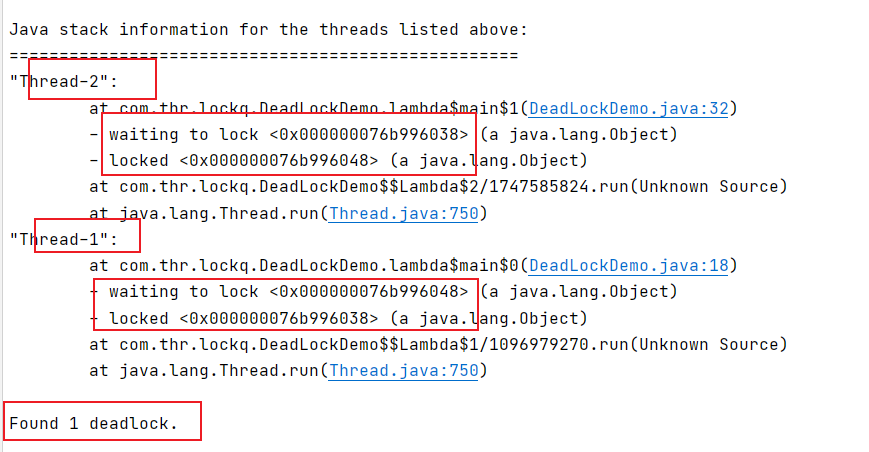 Java stack information for the threads listed above:
===================================================
"Thread-2":
        at com.thr.lockq.DeadLockDemo.lambda$main$1(DeadLockDemo.java:32)
        - waiting to lock <0x000000076b996038> (a java.lang.Object)
        - locked <0x000000076b996048> (a java.lang.Object)
        at com.thr.lockq.DeadLockDemo$$Lambda$2/1747585824.run(Unknown Source)
        at java.lang.Thread.run(Thread.java:750)
"Thread-1":
        at com.thr.lockq.DeadLockDemo.lambda$main$0(DeadLockDemo.java:18)
        - waiting to lock <0x000000076b996048> (a java.lang.Object)
        - locked <0x000000076b996038> (a java.lang.Object)
        at com.thr.lockq.DeadLockDemo$$Lambda$1/1096979270.run(Unknown Source)
        at java.lang.Thread.run(Thread.java:750)
Found 1 deadlock.